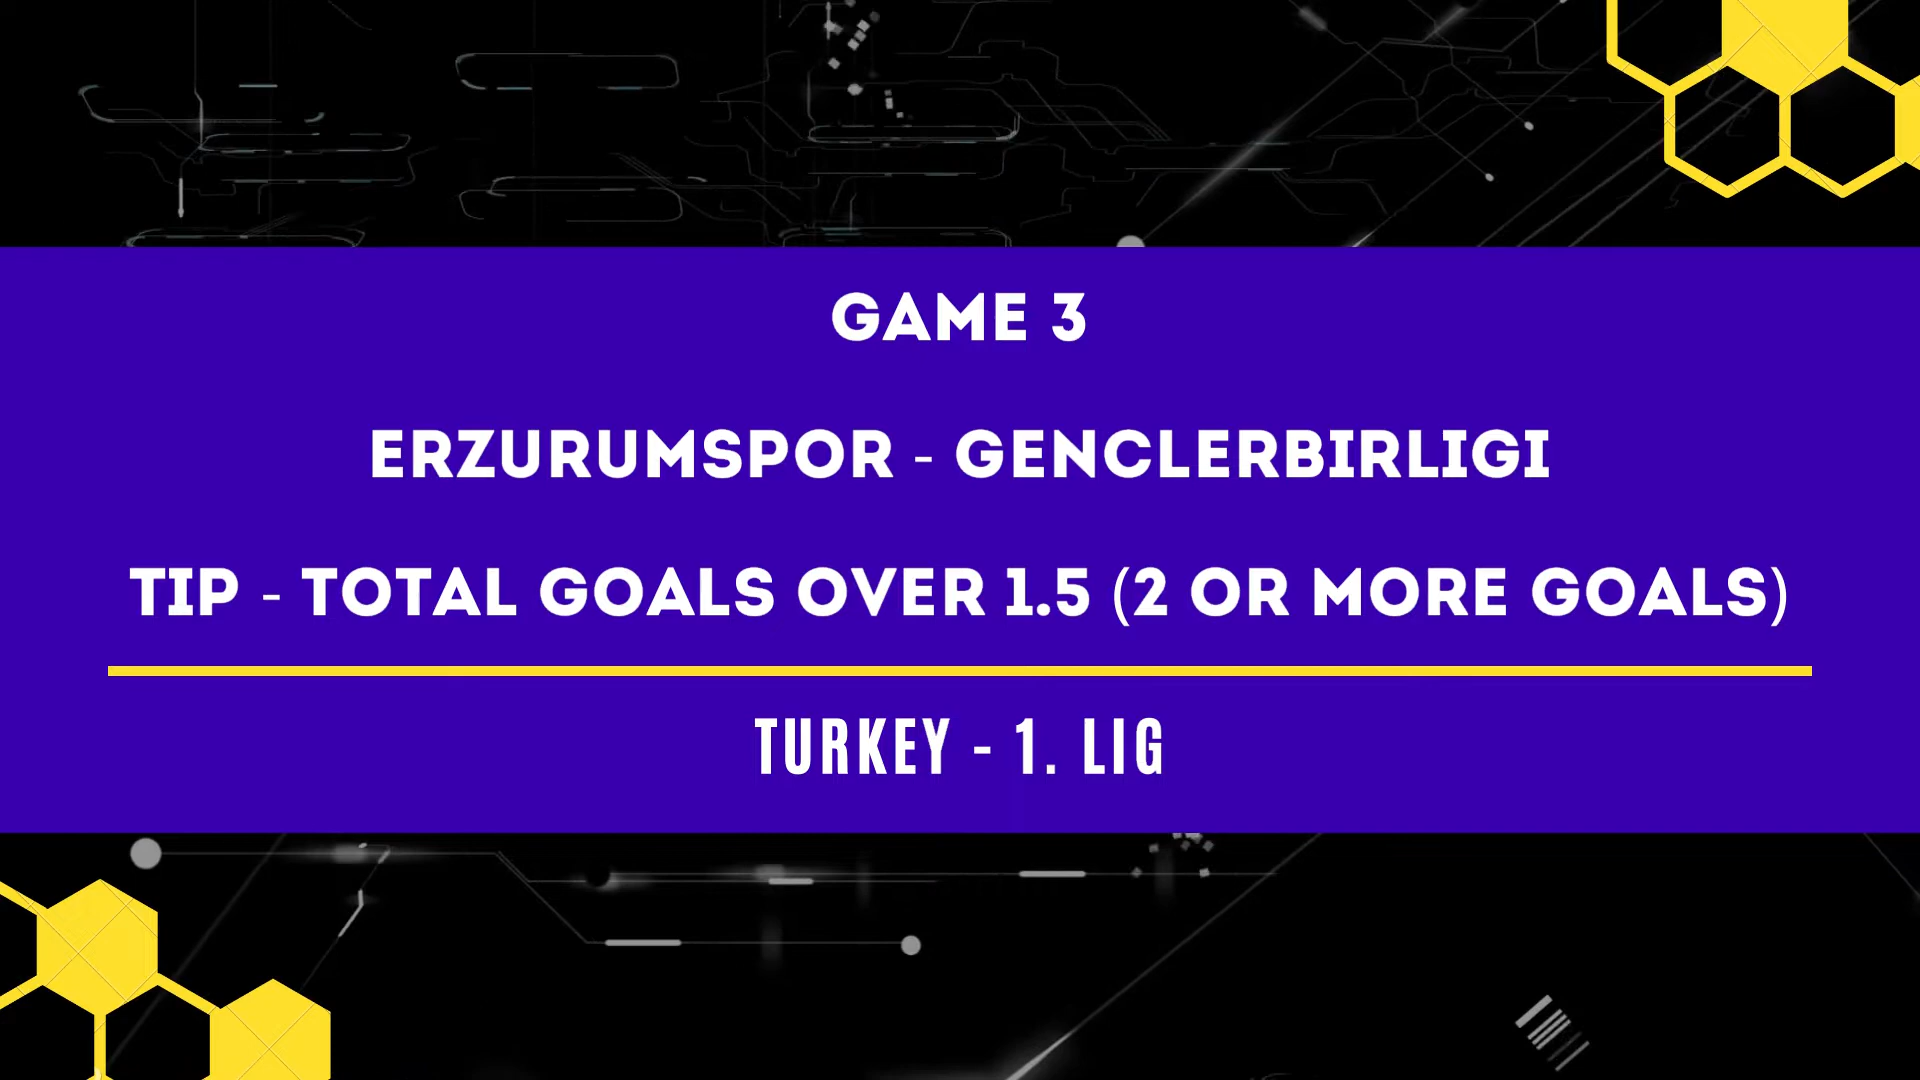 GAME 3
ERZURUMSPOR - GENCLERBIRLIGI
TIP - TOTAL GOALS OVER 1.5 (2 OR MORE GOALS)
TURKEY - 1. LIG